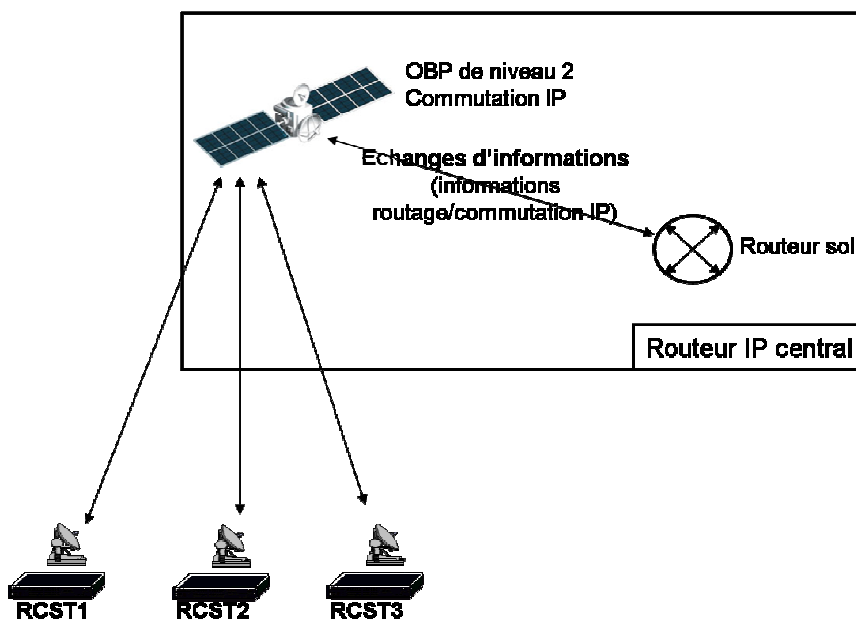 OBP de niveau 2
Commutation IP
Echanges d'informations
(informations
routage/commutation IP)
Routeur sol
Routeur IP central
RCST1
RCST2
RCST3